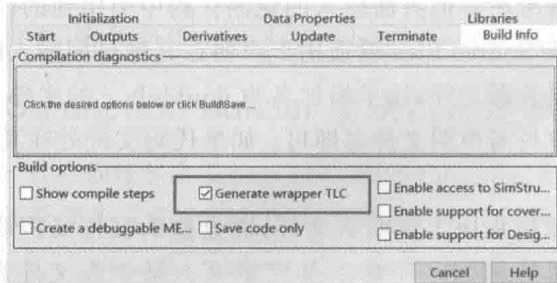 Initialization Data Properties Libraries
Start Outputs Derivatives Update Terminate Build Info
Compilation diagnostics
Click the desired options below or click Build/Save ...
Build options
Show compile steps
Generate wrapper TLC
Enable access to SimStru...
Enable support for cover...
Create a debuggable ME...
Save code only
Enable support for Desig...
Cancel Help